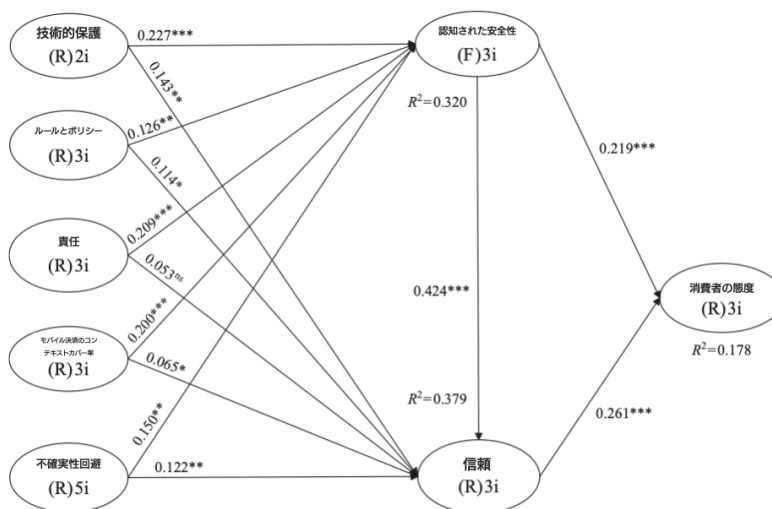 技術的保護
(R)2i
0.227***
認知された安全性
(F)3i
0.143**
R²=0.320
ルールとポリシー
(R)3i
0.126**
0.114*
0.219***
責任
(R)3i
0.209***
0.053ns
0.424***
消費者の態度
(R)3i
R²=0.178
モバイル決済のコン
テキストカバー率
(R)3i
0.200***
0.065*
R²=0.379
0.261***
不確実性回避
(R)5i
0.150**
0.122**
信頼
(R)3i